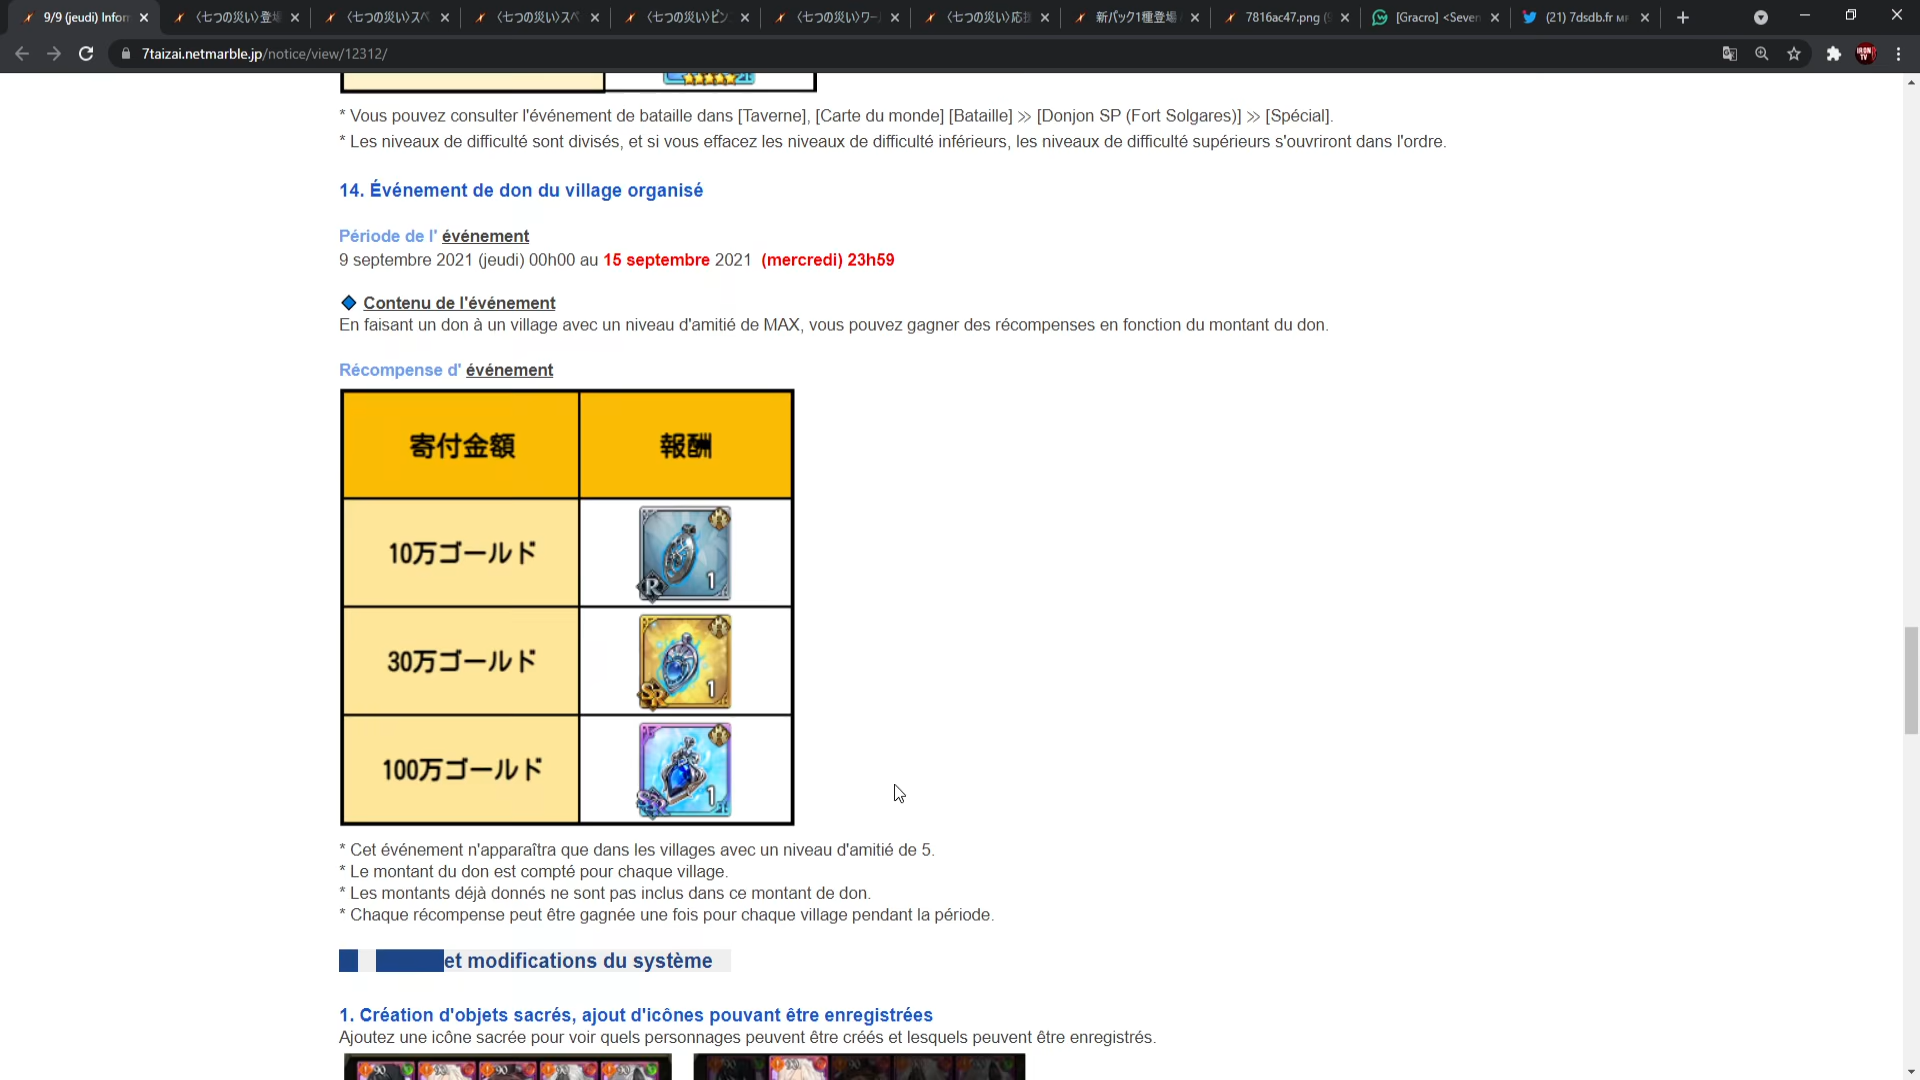 9/9 (jeudi) Infor
〈七つの災い〉登
〈七つの災い〉スペ
〈七つの災い〉スペ
〈七つの災い〉ピン
〈七つの災い〉ワー
〈七つの災い〉応
新パック1種登場
7816ac47.png
[Gracro] <Seven
(21) 7dsdb.fr
7taizai.netmarble.jp/notice/view/12312/
* Vous pouvez consulter l'événement de bataille dans [Taverne], [Carte du monde] [Bataille] >> [Donjon SP (Fort Solgares)] >> [Spécial].
* Les niveaux de difficulté sont divisés, et si vous effacez les niveaux de difficulté inférieurs, les niveaux de difficulté supérieurs s'ouvriront dans l'ordre.
14. Événement de don du village organisé
Période de l' événement
9 septembre 2021 (jeudi) 00h00 au 15 septembre 2021 (mercredi) 23h59
Contenu de l'événement
En faisant un don à un village avec un niveau d'amitié de MAX, vous pouvez gagner des récompenses en fonction du montant du don.
Récompense d' événement
寄付金額 報酬
10万ゴールド R 1
30万ゴールド SR 1
100万ゴールド SSR 1
* Cet événement n'apparaîtra que dans les villages avec un niveau d'amitié de 5.
* Le montant du don est compté pour chaque village.
* Les montants déjà donnés ne sont pas inclus dans ce montant de don.
* Chaque récompense peut être gagnée une fois pour chaque village pendant la période.
et modifications du système
1. Création d'objets sacrés, ajout d'icônes pouvant être enregistrées
Ajoutez une icône sacrée pour voir quels personnages peuvent être créés et lesquels peuvent être enregistrés.